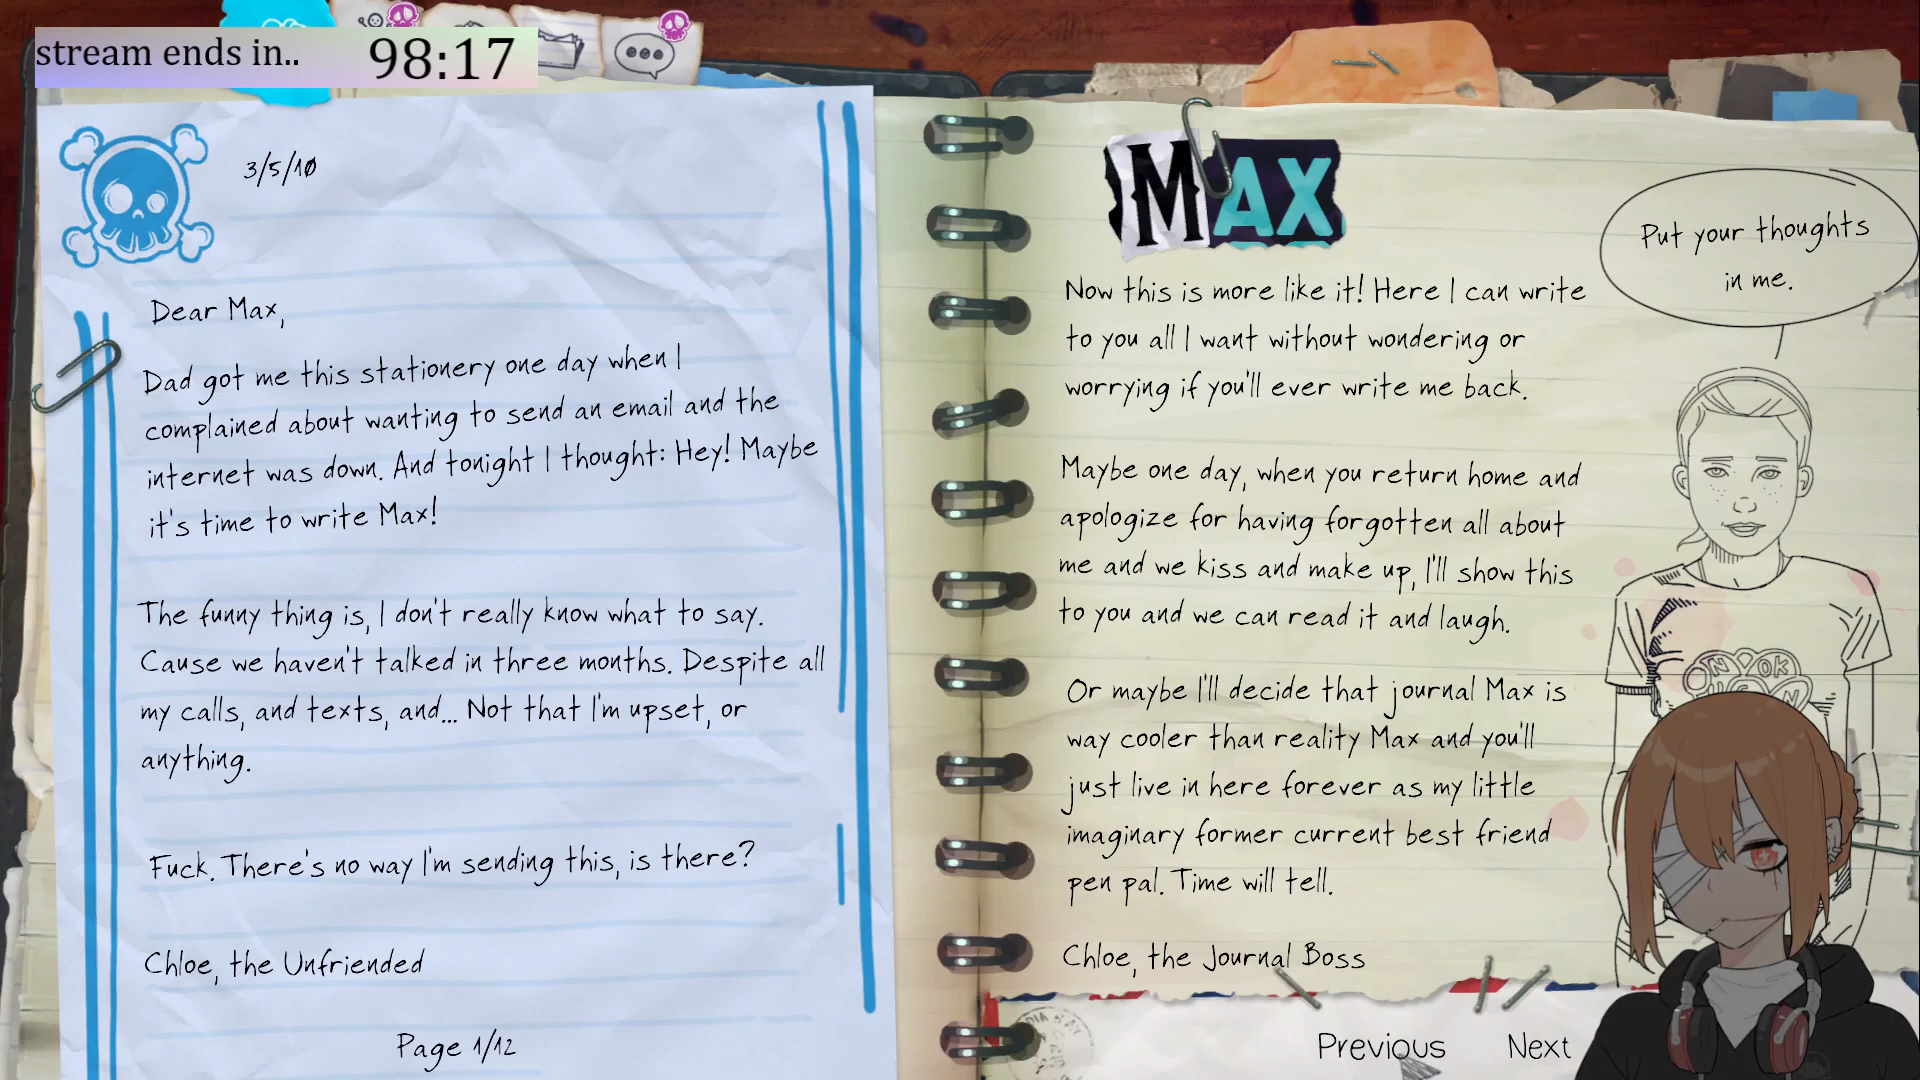 stream ends in.. 98:17
3/5/10
Dear Max,
Dad got me this stationery one day when I
complained about wanting to send an email and the
internet was down. And tonight I thought: Hey! Maybe
it's time to write Max!
The funny thing is, I don't really know what to say.
Cause we haven't talked in three months. Despite all
my calls, and texts, and... Not that I'm upset, or
anything.
Fuck. There's no way I'm sending this, is there?
Chloe, the Unfriended
Page 1/12
MAX
Now this is more like it! Here I can write
to you all I want without wondering or
worrying if you'll ever write me back.
Maybe one day, when you return home and
apologize for having forgotten all about
me and we kiss and make up, I'll show this
to you and we can read it and laugh.
Or maybe I'll decide that journal Max is
way cooler than reality Max and you'll
just live in here forever as my little
imaginary former current best friend
pen pal. Time will tell.
Chloe, the Journal Boss
Put your thoughts
in me.
Previous Next